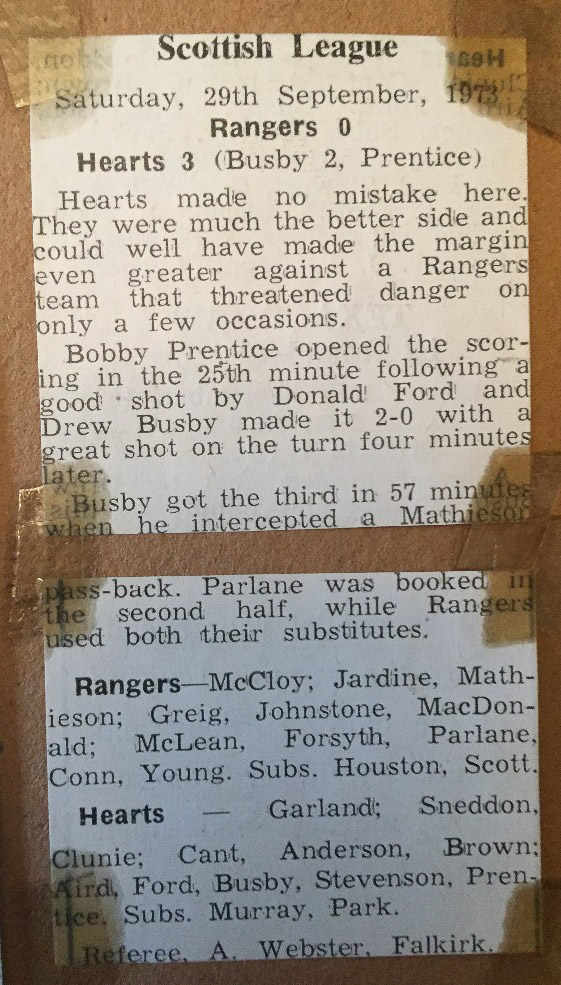 Scottish League
Saturday, 29th September, 1973
Rangers 0
Hearts 3 (Busby 2, Prentice)
Hearts made no mistake here.
They were much the better side and
could well have made the margin
even greater against a Rangers
team that threatened danger on
only a few occasions.
Bobby Prentice opened the scor-
ing in the 25th minute following a
good shot by Donald Ford and
Drew Busby made it 2-0 with a
great shot on the turn four minutes
later.
Busby got the third in 57 minutes
when he intercepted a Mathieson
pass-back. Parlane was booked in
the second half, while Rangers
used both their substitutes.
Rangers—McCloy; Jardine, Math-
ieson; Greig, Johnstone, MacDon-
ald; McLean, Forsyth, Parlane,
Conn, Young. Subs. Houston, Scott.
Hearts — Garland; Sneddon,
Clunie; Cant, Anderson, Brown;
Aird, Ford, Busby, Stevenson, Pren-
tice. Subs. Murray, Park.
Referee, A. Webster, Falkirk.